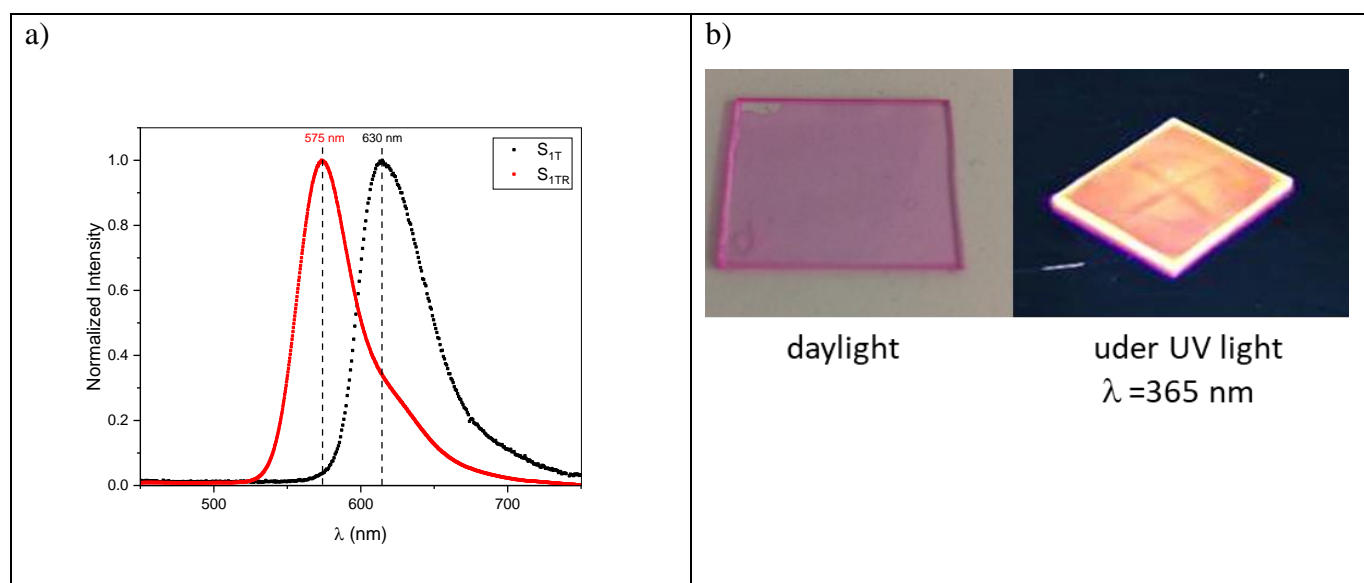 a)
575 nm
630 nm
S1T
S1TR
1.0
0.8
0.6
0.4
0.2
0.0
Normalized Intensity
500
600
700
λ (nm)
b)
daylight
uder UV light
λ =365 nm